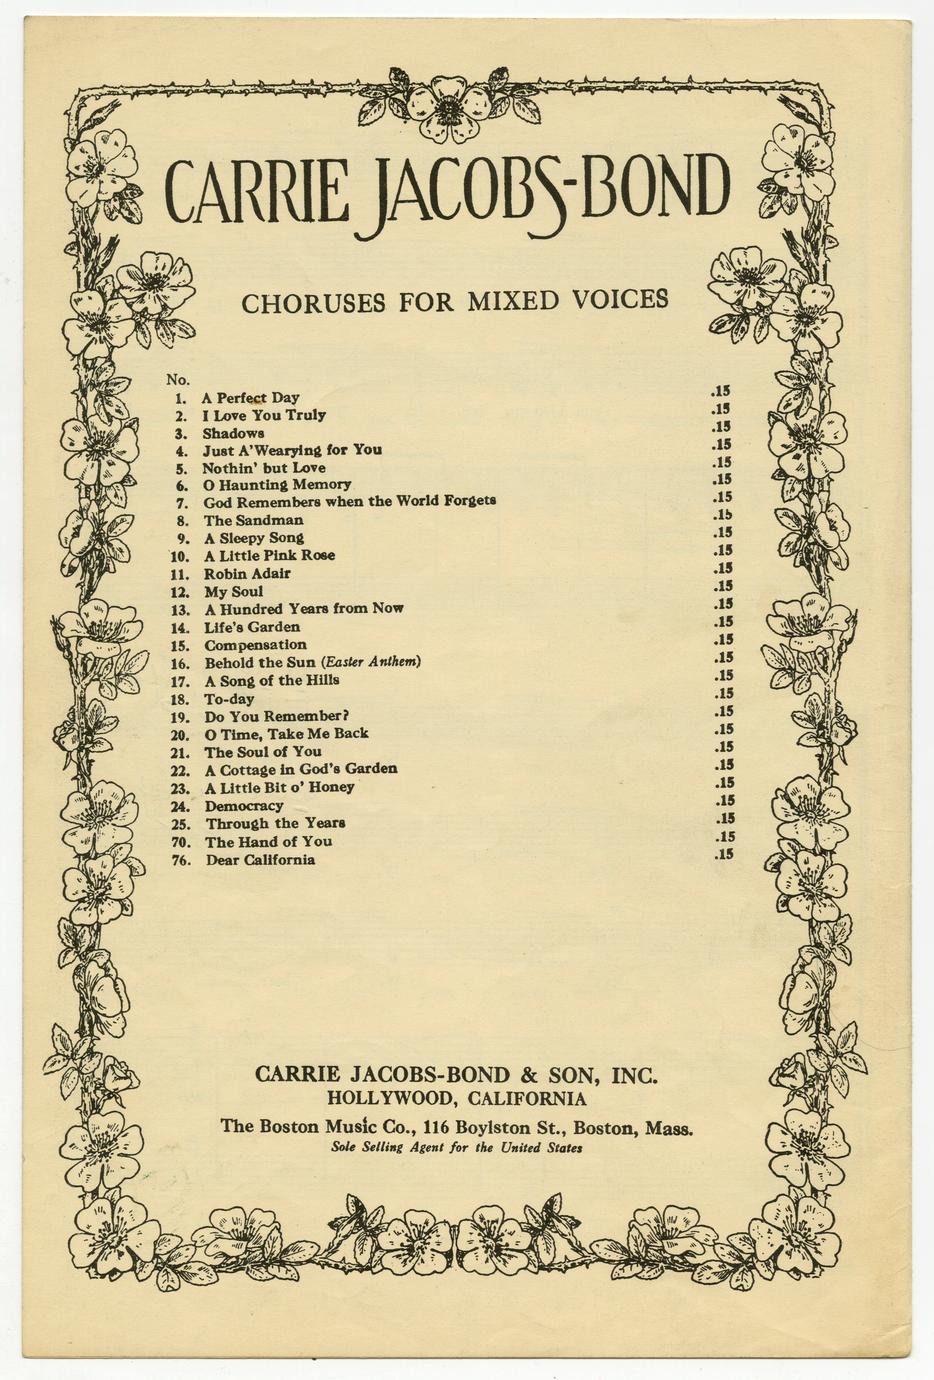 CARRIE JACOBS-BOND
CHORUSES FOR MIXED VOICES
No.
1. A Perfect Day .15
2. I Love You Truly .15
3. Shadows .15
4. Just A'Wearying for You .15
5. Nothin' but Love .15
6. O Haunting Memory .15
7. God Remembers when the World Forgets .15
8. The Sandman .15
9. A Sleepy Song .15
10. A Little Pink Rose .15
11. Robin Adair .15
12. My Soul .15
13. A Hundred Years from Now .15
14. Life's Garden .15
15. Compensation .15
16. Behold the Sun (Easter Anthem) .15
17. A Song of the Hills .15
18. To-day .15
19. Do You Remember? .15
20. O Time, Take Me Back .15
21. The Soul of You .15
22. A Cottage in God's Garden .15
23. A Little Bit o' Honey .15
24. Democracy .15
25. Through the Years .15
70. The Hand of You .15
76. Dear California .15
CARRIE JACOBS-BOND & SON, INC.
HOLLYWOOD, CALIFORNIA
The Boston Music Co., 116 Boylston St., Boston, Mass.
Sole Selling Agent for the United States